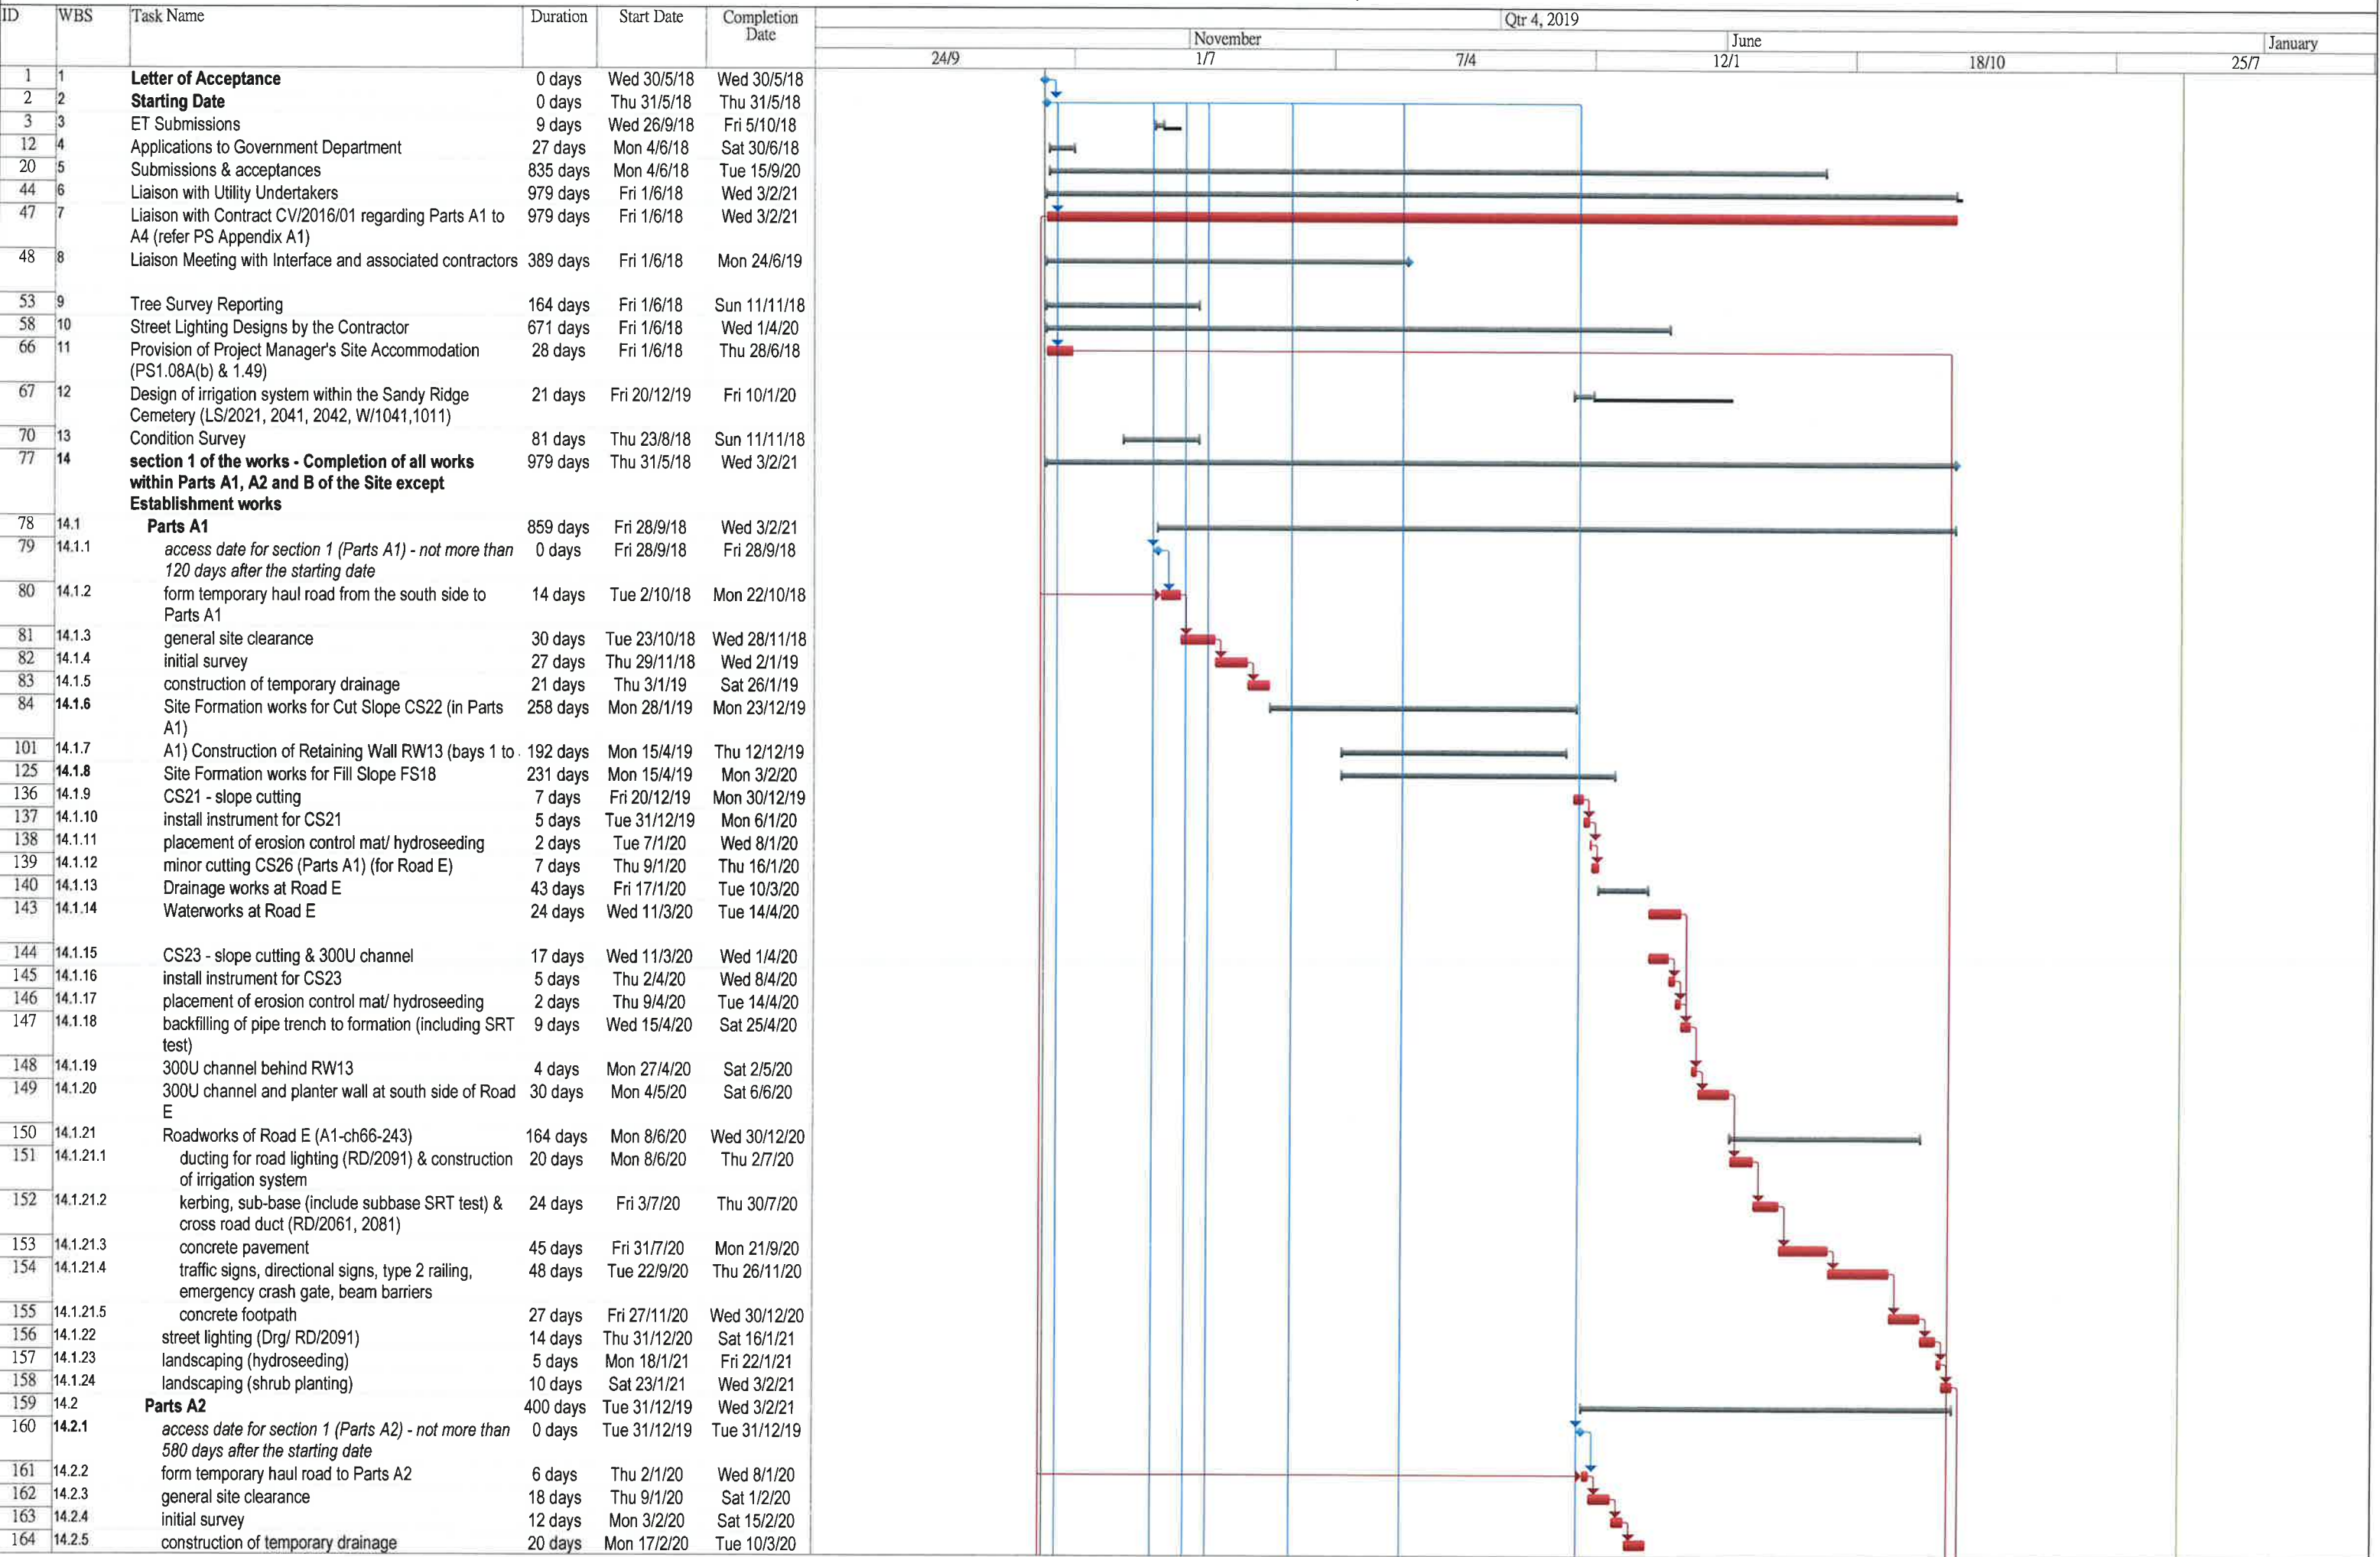 ID WBS Task Name Duration Start Date Completion Date
Qtr 4, 2019
November June January
24/9 1/7 7/4 12/1 18/10 25/7
1 1 Letter of Acceptance 0 days Wed 30/5/18 Wed 30/5/18
2 2 Starting Date 0 days Thu 31/5/18 Thu 31/5/18
3 3 ET Submissions 9 days Wed 26/9/18 Fri 5/10/18
12 4 Applications to Government Department 27 days Mon 4/6/18 Sat 30/6/18
20 5 Submissions & acceptances 835 days Mon 4/6/18 Tue 15/9/20
44 6 Liaison with Utility Undertakers 979 days Fri 1/6/18 Wed 3/2/21
47 7 Liaison with Contract CV/2016/01 regarding Parts A1 to 979 days Fri 1/6/18 Wed 3/2/21
A4 (refer PS Appendix A1)
48 8 Liaison Meeting with Interface and associated contractors 389 days Fri 1/6/18 Mon 24/6/19
53 9 Tree Survey Reporting 164 days Fri 1/6/18 Sun 11/11/18
58 10 Street Lighting Designs by the Contractor 671 days Fri 1/6/18 Wed 1/4/20
66 11 Provision of Project Manager's Site Accommodation 28 days Fri 1/6/18 Thu 28/6/18
(PS1.08A(b) & 1.49)
67 12 Design of irrigation system within the Sandy Ridge 21 days Fri 20/12/19 Fri 10/1/20
Cemetery (LS/2021, 2041, 2042, W/1041,1011)
70 13 Condition Survey 81 days Thu 23/8/18 Sun 11/11/18
77 14 section 1 of the works - Completion of all works 979 days Thu 31/5/18 Wed 3/2/21
within Parts A1, A2 and B of the Site except
Establishment works
78 14.1 Parts A1 859 days Fri 28/9/18 Wed 3/2/21
79 14.1.1 access date for section 1 (Parts A1) - not more than 0 days Fri 28/9/18 Fri 28/9/18
120 days after the starting date
80 14.1.2 form temporary haul road from the south side to 14 days Tue 2/10/18 Mon 22/10/18
Parts A1
81 14.1.3 general site clearance 30 days Tue 23/10/18 Wed 28/11/18
82 14.1.4 initial survey 27 days Thu 29/11/18 Wed 2/1/19
83 14.1.5 construction of temporary drainage 21 days Thu 3/1/19 Sat 26/1/19
84 14.1.6 Site Formation works for Cut Slope CS22 (in Parts 258 days Mon 28/1/19 Mon 23/12/19
A1)
101 14.1.7 A1) Construction of Retaining Wall RW13 (bays 1 to 192 days Mon 15/4/19 Thu 12/12/19
125 14.1.8 Site Formation works for Fill Slope FS18 231 days Mon 15/4/19 Mon 3/2/20
136 14.1.9 CS21 - slope cutting 7 days Fri 20/12/19 Mon 30/12/19
137 14.1.10 install instrument for CS21 5 days Tue 31/12/19 Mon 6/1/20
138 14.1.11 placement of erosion control mat/ hydroseeding 2 days Tue 7/1/20 Wed 8/1/20
139 14.1.12 minor cutting CS26 (Parts A1) (for Road E) 7 days Thu 9/1/20 Thu 16/1/20
140 14.1.13 Drainage works at Road E 43 days Fri 17/1/20 Tue 10/3/20
143 14.1.14 Waterworks at Road E 24 days Wed 11/3/20 Tue 14/4/20
144 14.1.15 CS23 - slope cutting & 300U channel 17 days Wed 11/3/20 Wed 1/4/20
145 14.1.16 install instrument for CS23 5 days Thu 2/4/20 Wed 8/4/20
146 14.1.17 placement of erosion control mat/ hydroseeding 2 days Thu 9/4/20 Tue 14/4/20
147 14.1.18 backfilling of pipe trench to formation (including SRT 9 days Wed 15/4/20 Sat 25/4/20
test)
148 14.1.19 300U channel behind RW13 4 days Mon 27/4/20 Sat 2/5/20
149 14.1.20 300U channel and planter wall at south side of Road 30 days Mon 4/5/20 Sat 6/6/20
E
150 14.1.21 Roadworks of Road E (A1-ch66-243) 164 days Mon 8/6/20 Wed 30/12/20
151 14.1.21.1 ducting for road lighting (RD/2091) & construction 20 days Mon 8/6/20 Thu 2/7/20
of irrigation system
152 14.1.21.2 kerbing, sub-base (include subbase SRT test) & 24 days Fri 3/7/20 Thu 30/7/20
cross road duct (RD/2061, 2081)
153 14.1.21.3 concrete pavement 45 days Fri 31/7/20 Mon 21/9/20
154 14.1.21.4 traffic signs, directional signs, type 2 railing, 48 days Tue 22/9/20 Thu 26/11/20
emergency crash gate, beam barriers
155 14.1.21.5 concrete footpath 27 days Fri 27/11/20 Wed 30/12/20
156 14.1.22 street lighting (Drg/ RD/2091) 14 days Thu 31/12/20 Sat 16/1/21
157 14.1.23 landscaping (hydroseeding) 5 days Mon 18/1/21 Fri 22/1/21
158 14.1.24 landscaping (shrub planting) 10 days Sat 23/1/21 Wed 3/2/21
159 14.2 Parts A2 400 days Tue 31/12/19 Wed 3/2/21
160 14.2.1 access date for section 1 (Parts A2) - not more than 0 days Tue 31/12/19 Tue 31/12/19
580 days after the starting date
161 14.2.2 form temporary haul road to Parts A2 6 days Thu 2/1/20 Wed 8/1/20
162 14.2.3 general site clearance 18 days Thu 9/1/20 Sat 1/2/20
163 14.2.4 initial survey 12 days Mon 3/2/20 Sat 15/2/20
164 14.2.5 construction of temporary drainage 20 days Mon 17/2/20 Tue 10/3/20